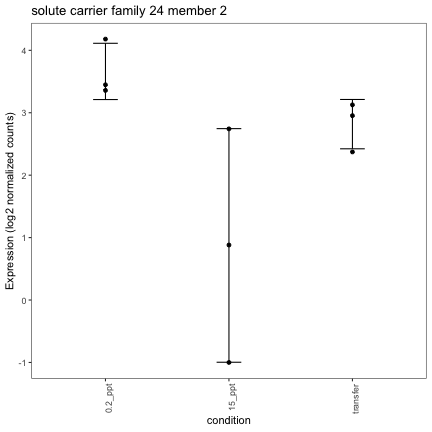 solute carrier family 24 member 2
Expression (log2 normalized counts)
4
3
2
1
0
-1
0.2_ppt
15_ppt
transfer
condition